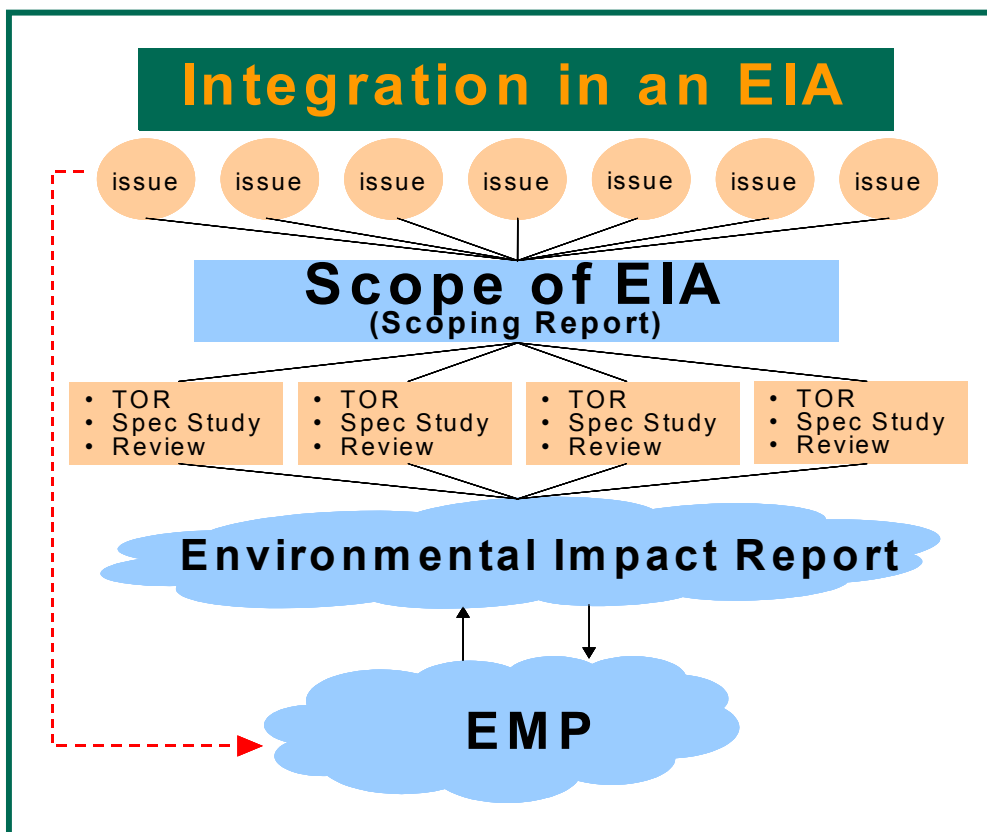 Integration in an EIA
issue issue issue issue issue issue issue
Scope of EIA
(Scoping Report)
• TOR
• Spec Study
• Review
• TOR
• Spec Study
• Review
• TOR
• Spec Study
• Review
• TOR
• Spec Study
• Review
Environmental Impact Report
EMP